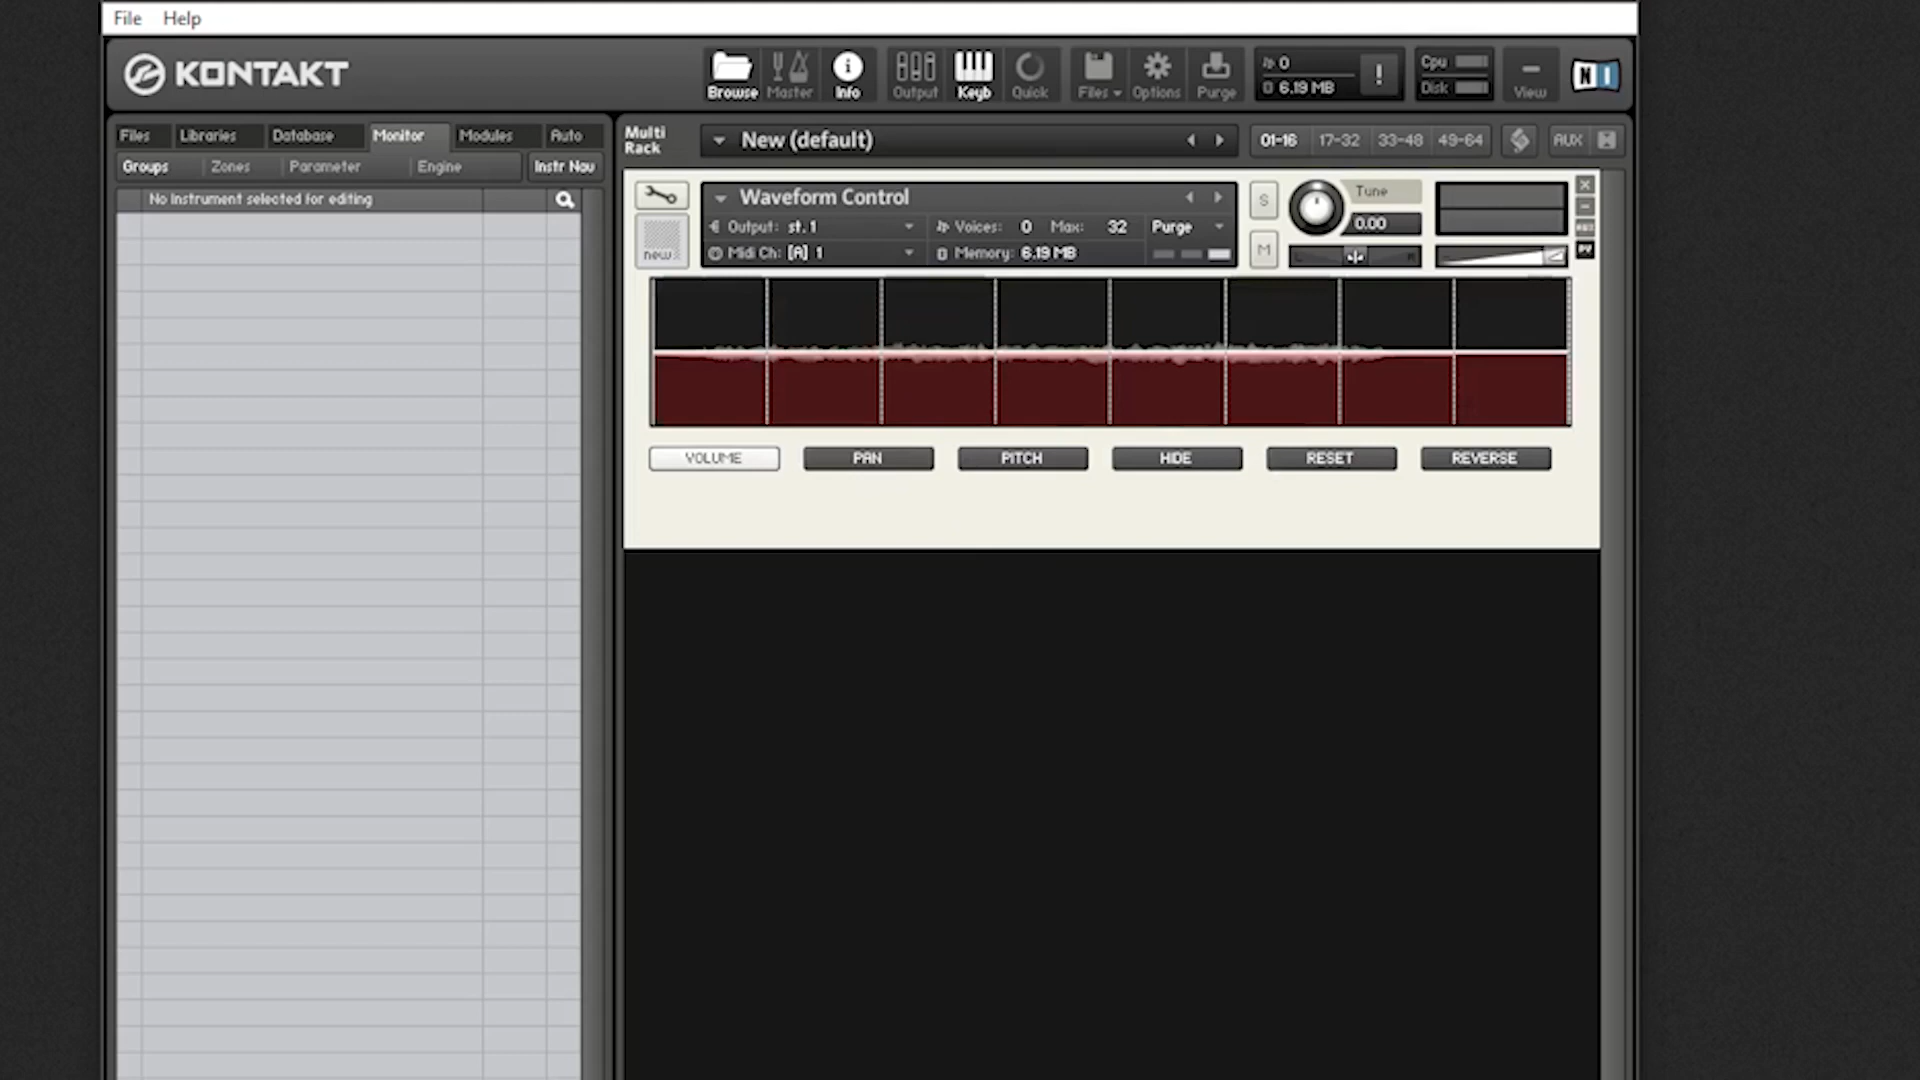 File Help
KONTAKT
Browse Master Info Output Keyb Quick Files Options Purge
0
6.19 MB
!
Cpu
Disk
View
NI
Files Libraries Database Monitor Modules Auto
Groups Zones Parameter Engine Instr Nav
No instrument selected for editing
Multi
Rack
New (default)
01-16 17-32 33-48 49-64 AUX
Waveform Control
new
Output: st. 1
Voices: 0 Max: 32 Purge
Midi Ch: [A] 1
Memory: 6.19 MB
S
M
Tune
0.00
L R
VOLUME PAN PITCH HIDE RESET REVERSE